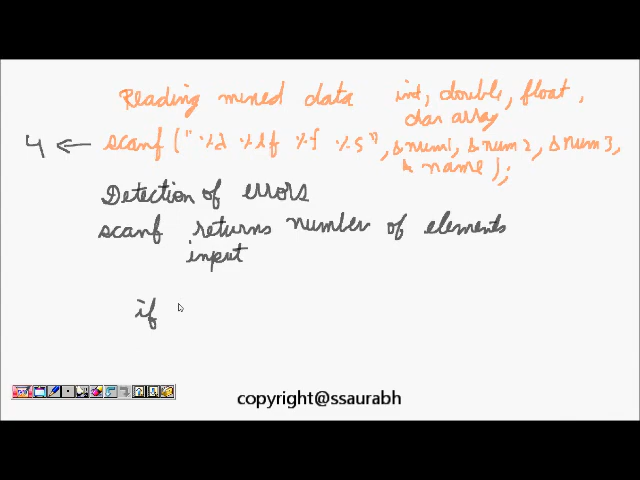 Reading mixed data int, double, float,
char array
4 ← scanf ("%d %lf %f %s", &num1, &num2, &num3,
& name);
Detection of errors
scanf returns number of elements
input
if
copyright@ssaurabh